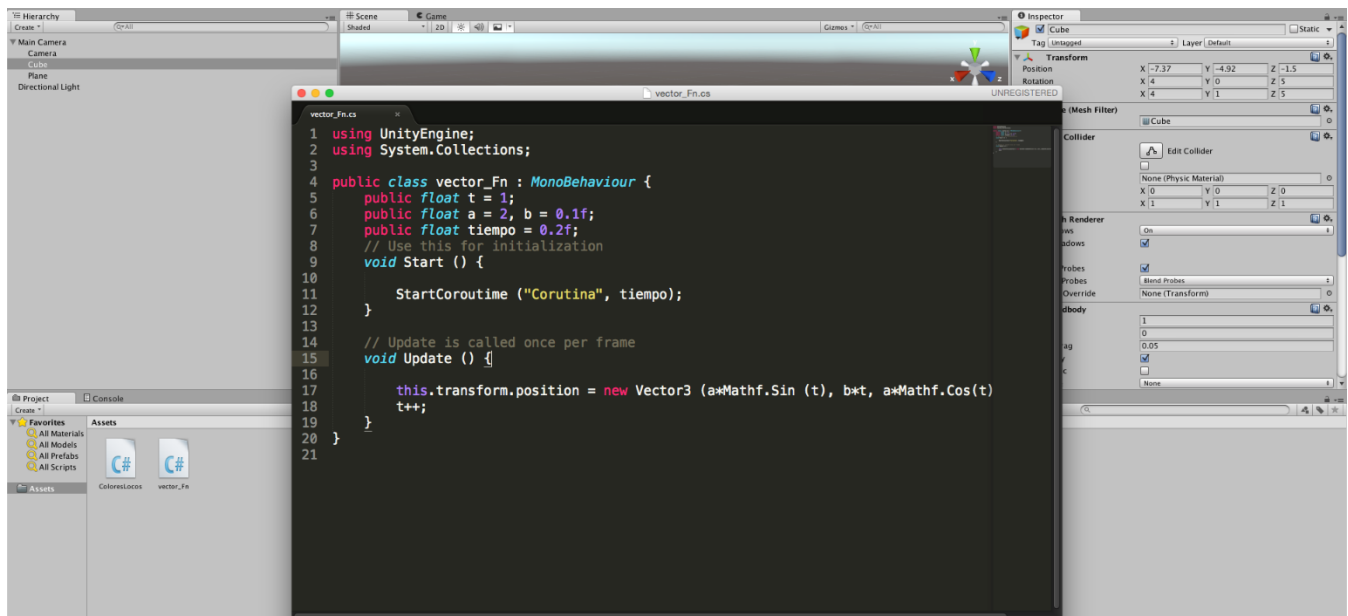 Hierarchy
Create
Q▾All
Main Camera
Camera
Cube
Plane
Directional Light
Scene
Game
Shaded
2D
Gizmos
Q▾All
Inspector
Cube
Static
Tag Untagged Layer Default
Transform
Position X -7.37 Y -4.92 Z -1.5
Rotation X 4 Y 0 Z 5
X 4 Y 1 Z 5
(Mesh Filter)
Cube
Collider
Edit Collider
None (Physic Material)
X 0 Y 0 Z 0
X 1 Y 1 Z 1
h Renderer
ws On
adows
robes
Probes Blend Probes
Override None (Transform)
dbody
1
0
ag 0.05
None
vector_Fn.cs
UNREGISTERED
vector_Fn.cs ×
1 using UnityEngine;
2 using System.Collections;
3
4 public class vector_Fn : MonoBehaviour {
5 public float t = 1;
6 public float a = 2, b = 0.1f;
7 public float tiempo = 0.2f;
8 // Use this for initialization
9 void Start () {
10
11 StartCoroutime ("Corutina", tiempo);
12 }
13
14 // Update is called once per frame
15 void Update () {
16
17 this.transform.position = new Vector3 (a*Mathf.Sin (t), b*t, a*Mathf.Cos(t)
18 t++;
19 }
20 }
21
Project
Console
Create
Favorites
All Materials
All Models
All Prefabs
All Scripts
Assets
Assets
ColoresLocos
vector_Fn
C#
C#